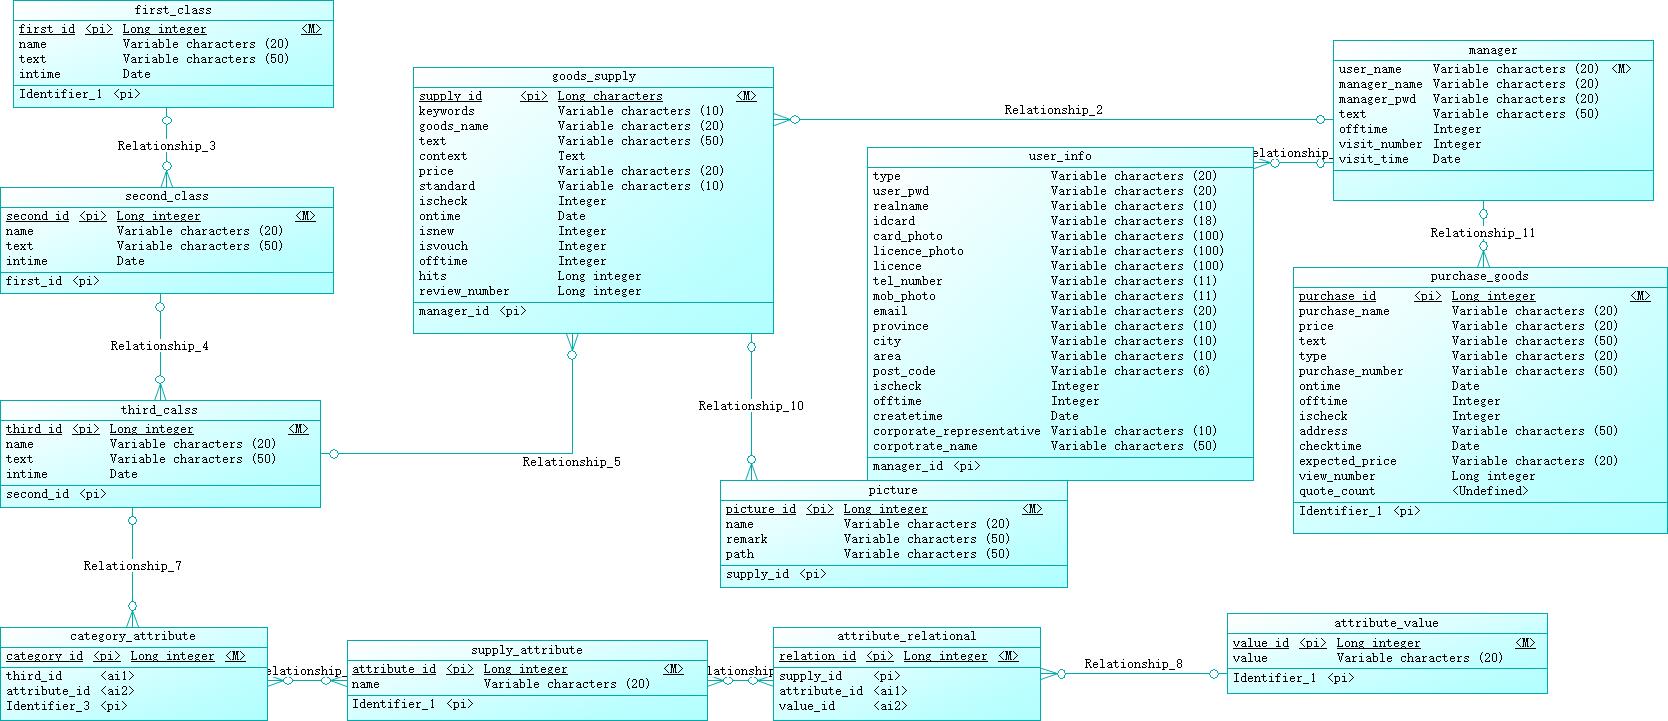 first_class
first_id <pi> Long integer <M>
name Variable characters (20)
text Variable characters (50)
intime Date
Identifier_1 <pi>
Relationship_3
second_class
second_id <pi> Long integer <M>
name Variable characters (20)
text Variable characters (50)
intime Date
first_id <pi>
Relationship_4
third_calss
third_id <pi> Long integer <M>
name Variable characters (20)
text Variable characters (50)
intime Date
second_id <pi>
Relationship_7
category_attribute
category_id <pi> Long integer <M>
third_id <ai1>
attribute_id <ai2>
Identifier_3 <pi>
goods_supply
supply_id <pi> Long characters <M>
keywords Variable characters (10)
goods_name Variable characters (20)
text Variable characters (50)
context Text
price Variable characters (20)
standard Variable characters (10)
ischeck Integer
ontime Date
isnew Integer
isvouch Integer
offtime Integer
hits Long integer
review_number Long integer
manager_id <pi>
Relationship_5
Relationship_10
Relationship_2
manager
user_name Variable characters (20) <M>
manager_name Variable characters (20)
manager_pwd Variable characters (20)
text Variable characters (50)
offtime Integer
visit_number Integer
visit_time Date
elationship_
user_info
type Variable characters (20)
user_pwd Variable characters (20)
realname Variable characters (10)
idcard Variable characters (18)
card_photo Variable characters (100)
licence_photo Variable characters (100)
licence Variable characters (100)
tel_number Variable characters (11)
mob_photo Variable characters (11)
email Variable characters (20)
province Variable characters (10)
city Variable characters (10)
area Variable characters (10)
post_code Variable characters (6)
ischeck Integer
offtime Integer
createtime Date
corporate_representative Variable characters (10)
corpotrate_name Variable characters (50)
manager_id <pi>
Relationship_11
purchase_goods
purchase_id <pi> Long integer <M>
purchase_name Variable characters (20)
price Variable characters (20)
text Variable characters (50)
type Variable characters (20)
purchase_number Variable characters (50)
ontime Date
offtime Integer
ischeck Integer
address Variable characters (50)
checktime Date
expected_price Variable characters (20)
view_number Long integer
quote_count <Undefined>
Identifier_1 <pi>
picture
picture_id <pi> Long integer <M>
name Variable characters (20)
remark Variable characters (50)
path Variable characters (50)
supply_id <pi>
elationship_
supply_attribute
attribute_id <pi> Long integer <M>
name Variable characters (20)
Identifier_1 <pi>
lationship
attribute_relational
relation_id <pi> Long integer <M>
supply_id <pi>
attribute_id <ai1>
value_id <ai2>
Relationship_8
attribute_value
value_id <pi> Long integer <M>
value Variable characters (20)
Identifier_1 <pi>